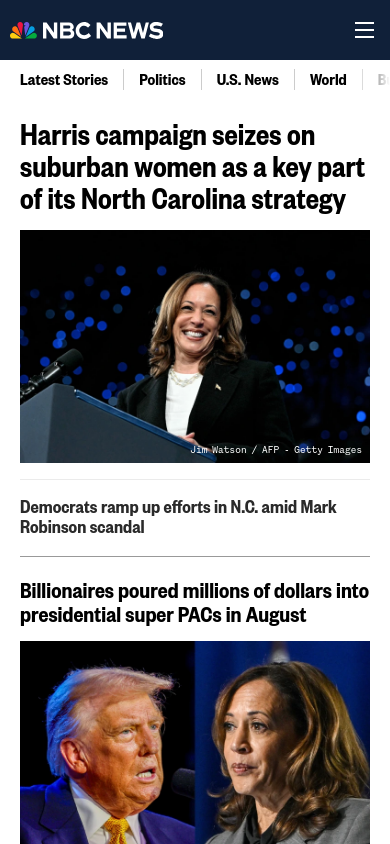 NBC NEWS
Latest Stories
Politics
U.S. News
World
Harris campaign seizes on
suburban women as a key part
of its North Carolina strategy
Jim Watson / AFP - Getty Images
Democrats ramp up efforts in N.C. amid Mark
Robinson scandal
Billionaires poured millions of dollars into
presidential super PACs in August